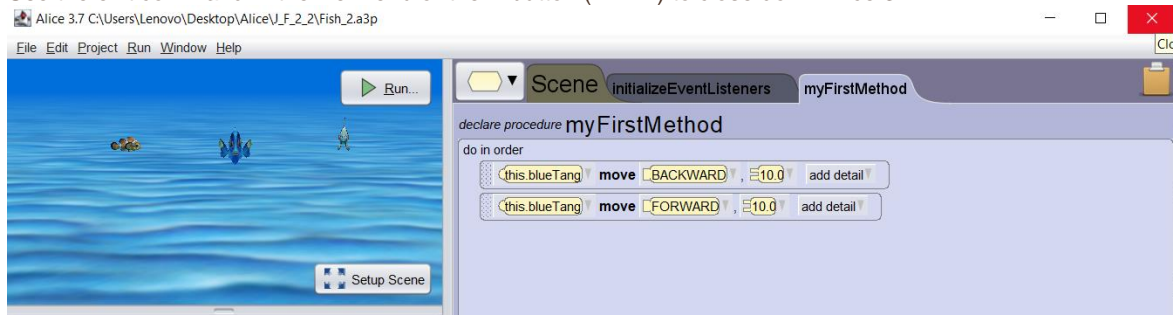 Alice 3.7 C:\Users\Lenovo\Desktop\Alice\J_F_2_2\Fish_2.a3p
File Edit Project Run Window Help
Run...
Scene initializeEventListeners myFirstMethod
declare procedure myFirstMethod
do in order
this.blueTang move BACKWARD , 10.0 add detail
this.blueTang move FORWARD , 10.0 add detail
Setup Scene